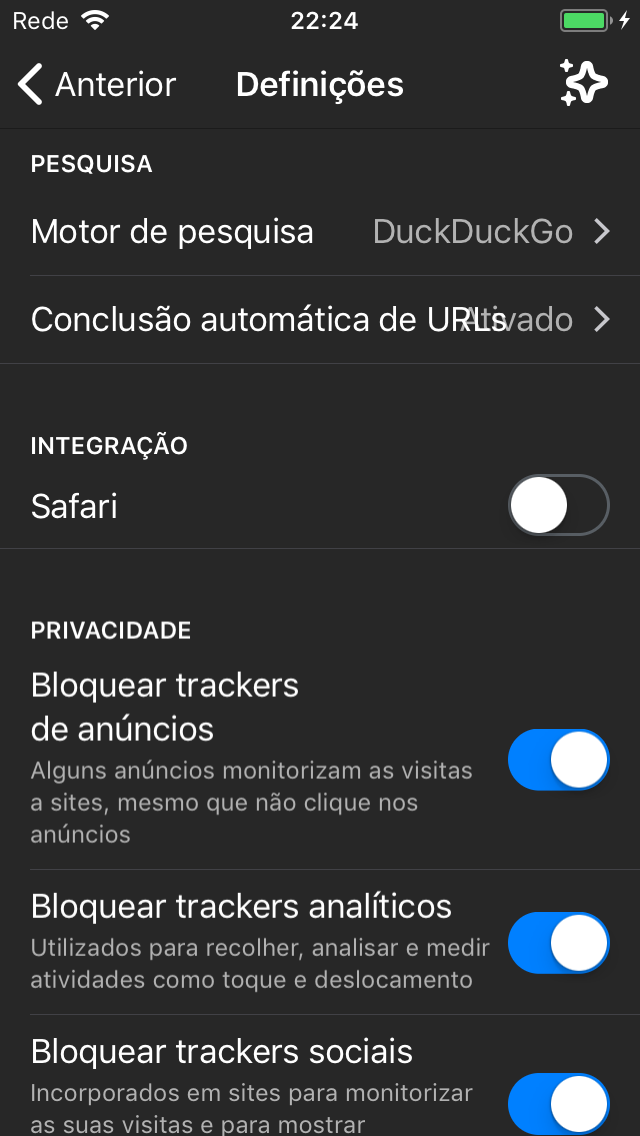 Rede 22:24
Anterior Definições
PESQUISA
Motor de pesquisa DuckDuckGo
Conclusão automática de URLs Ativado
INTEGRAÇÃO
Safari
PRIVACIDADE
Bloquear trackers
de anúncios
Alguns anúncios monitorizam as visitas
a sites, mesmo que não clique nos
anúncios
Bloquear trackers analíticos
Utilizados para recolher, analisar e medir
atividades como toque e deslocamento
Bloquear trackers sociais
Incorporados em sites para monitorizar
as suas visitas e para mostrar